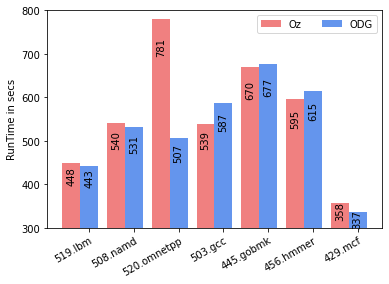 Oz ODG
RunTime in secs
800
700
600
500
400
300
448 443 540 531 781 507 539 587 670 677 595 615 358 337
519.lbm 508.namd 520.omnetpp 503.gcc 445.gobmk 456.hmmer 429.mcf